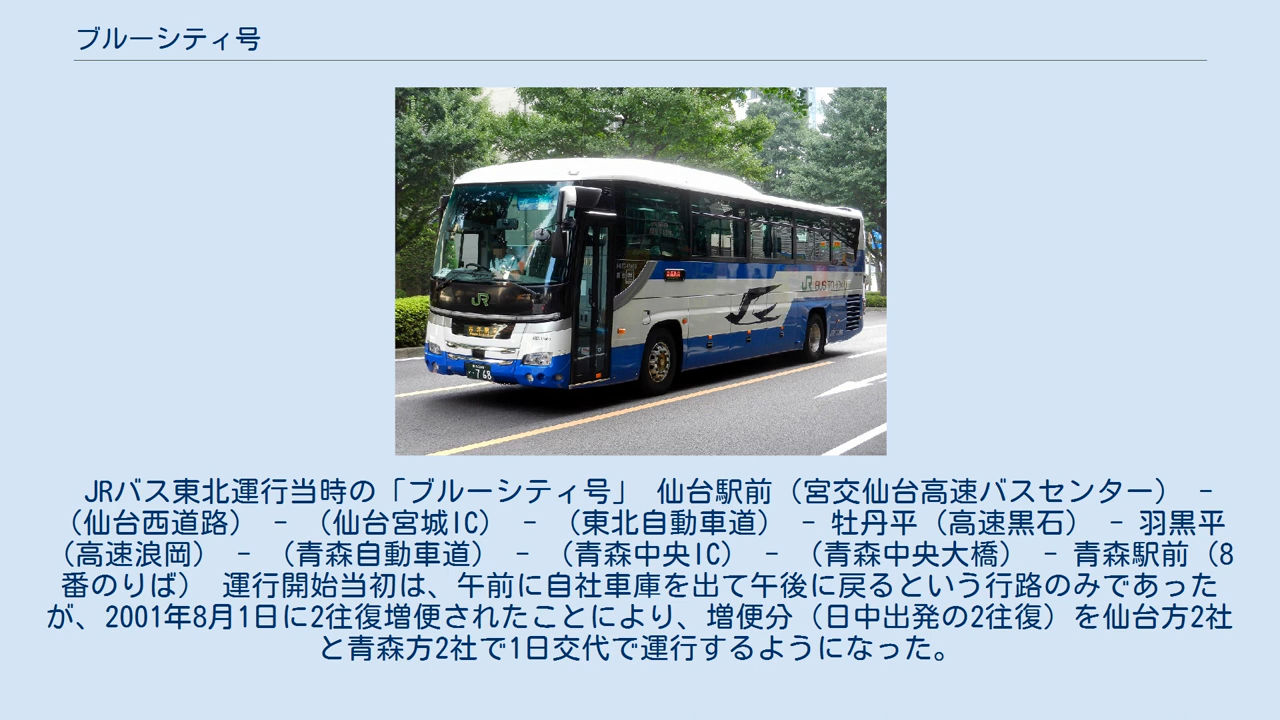 ブルーシティ号
JR
JR BUS TOHOKU
・768
JRバス東北運行当時の「ブルーシティ号」 仙台駅前（宮交仙台高速バスセンター） -
（仙台西道路） - （仙台宮城IC） - （東北自動車道） - 牡丹平（高速黒石） - 羽黒平
（高速浪岡） - （青森自動車道） - （青森中央IC） - （青森中央大橋） - 青森駅前（8
番のりば） 運行開始当初は、午前に自社車庫を出て午後に戻るという行路のみであった
が、2001年8月1日に2往復増便されたことにより、増便分（日中出発の2往復）を仙台方2社
と青森方2社で1日交代で運行するようになった。